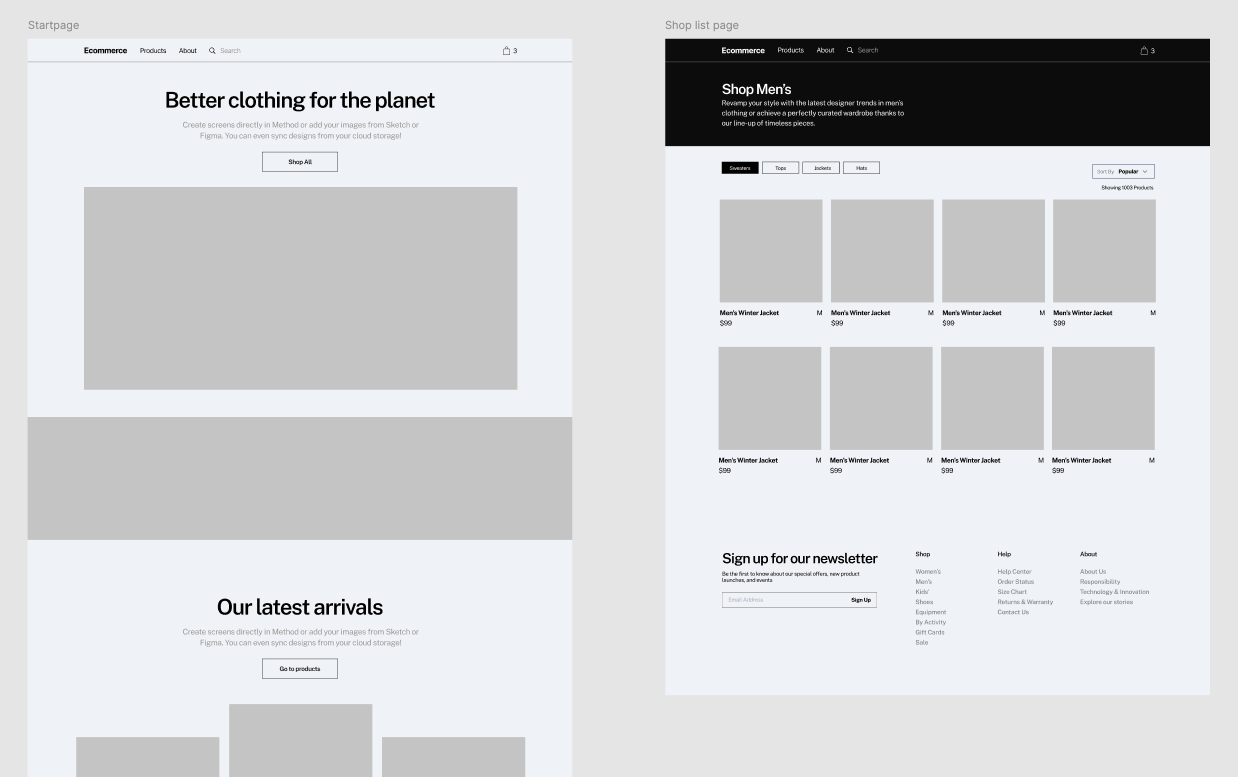 Startpage
Ecommerce Products About Search 3
Better clothing for the planet
Create screens directly in Method or add your images from Sketch or
Figma. You can even sync designs from your cloud storage!
Shop All
Our latest arrivals
Create screens directly in Method or add your images from Sketch or
Figma. You can even sync designs from your cloud storage!
Go to products
Shop list page
Ecommerce Products About Search 3
Shop Men's
Revamp your style with the latest designer trends in men's
clothing or achieve a perfectly curated wardrobe thanks to
our line-up of timeless pieces.
Sweaters Tops Jackets Hats
Sort By Popular
Showing 1003 Products
Men's Winter Jacket M Men's Winter Jacket M Men's Winter Jacket M Men's Winter Jacket M
$99 $99 $99 $99
Men's Winter Jacket M Men's Winter Jacket M Men's Winter Jacket M Men's Winter Jacket M
$99 $99 $99 $99
Sign up for our newsletter
Be the first to know about our special offers, new product
launches, and events
Email Address Sign Up
Shop
Women's
Men's
Kids'
Shoes
Equipment
By Activity
Gift Cards
Sale
Help
Help Center
Order Status
Size Chart
Returns & Warranty
Contact Us
About
About Us
Responsibility
Technology & Innovation
Explore our stories